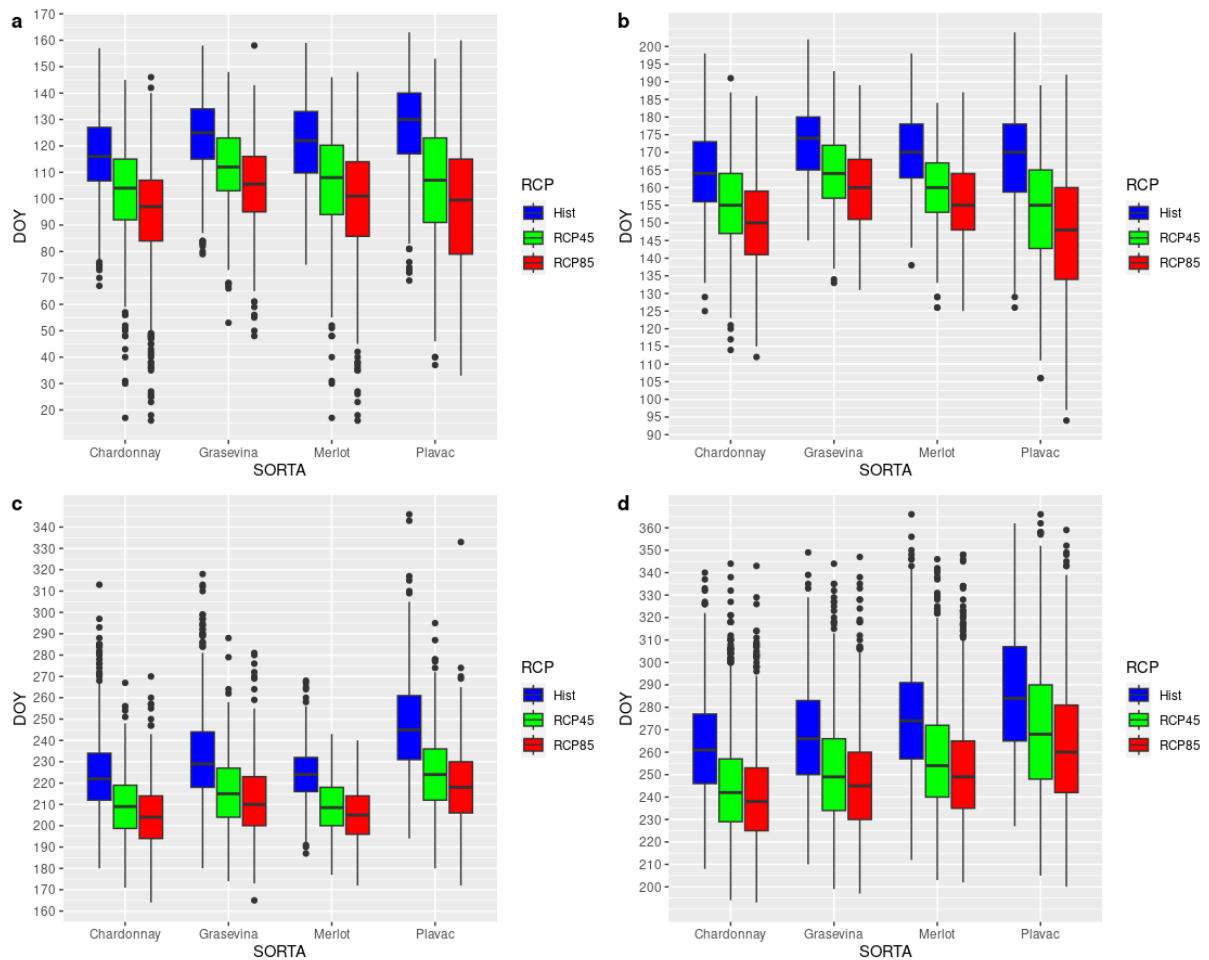 a
170
160
150
140
130
120
110
100
90
80
70
60
50
40
30
20
DOY
Chardonnay Grasevina Merlot Plavac
SORTA
RCP
Hist
RCP45
RCP85
b
200
195
190
185
180
175
170
165
160
155
150
145
140
135
130
125
120
115
110
105
100
95
90
DOY
Chardonnay Grasevina Merlot Plavac
SORTA
RCP
Hist
RCP45
RCP85
c
340
330
320
310
300
290
280
270
260
250
240
230
220
210
200
190
180
170
160
DOY
Chardonnay Grasevina Merlot Plavac
SORTA
RCP
Hist
RCP45
RCP85
d
360
350
340
330
320
310
300
290
280
270
260
250
240
230
220
210
200
DOY
Chardonnay Grasevina Merlot Plavac
SORTA
RCP
Hist
RCP45
RCP85